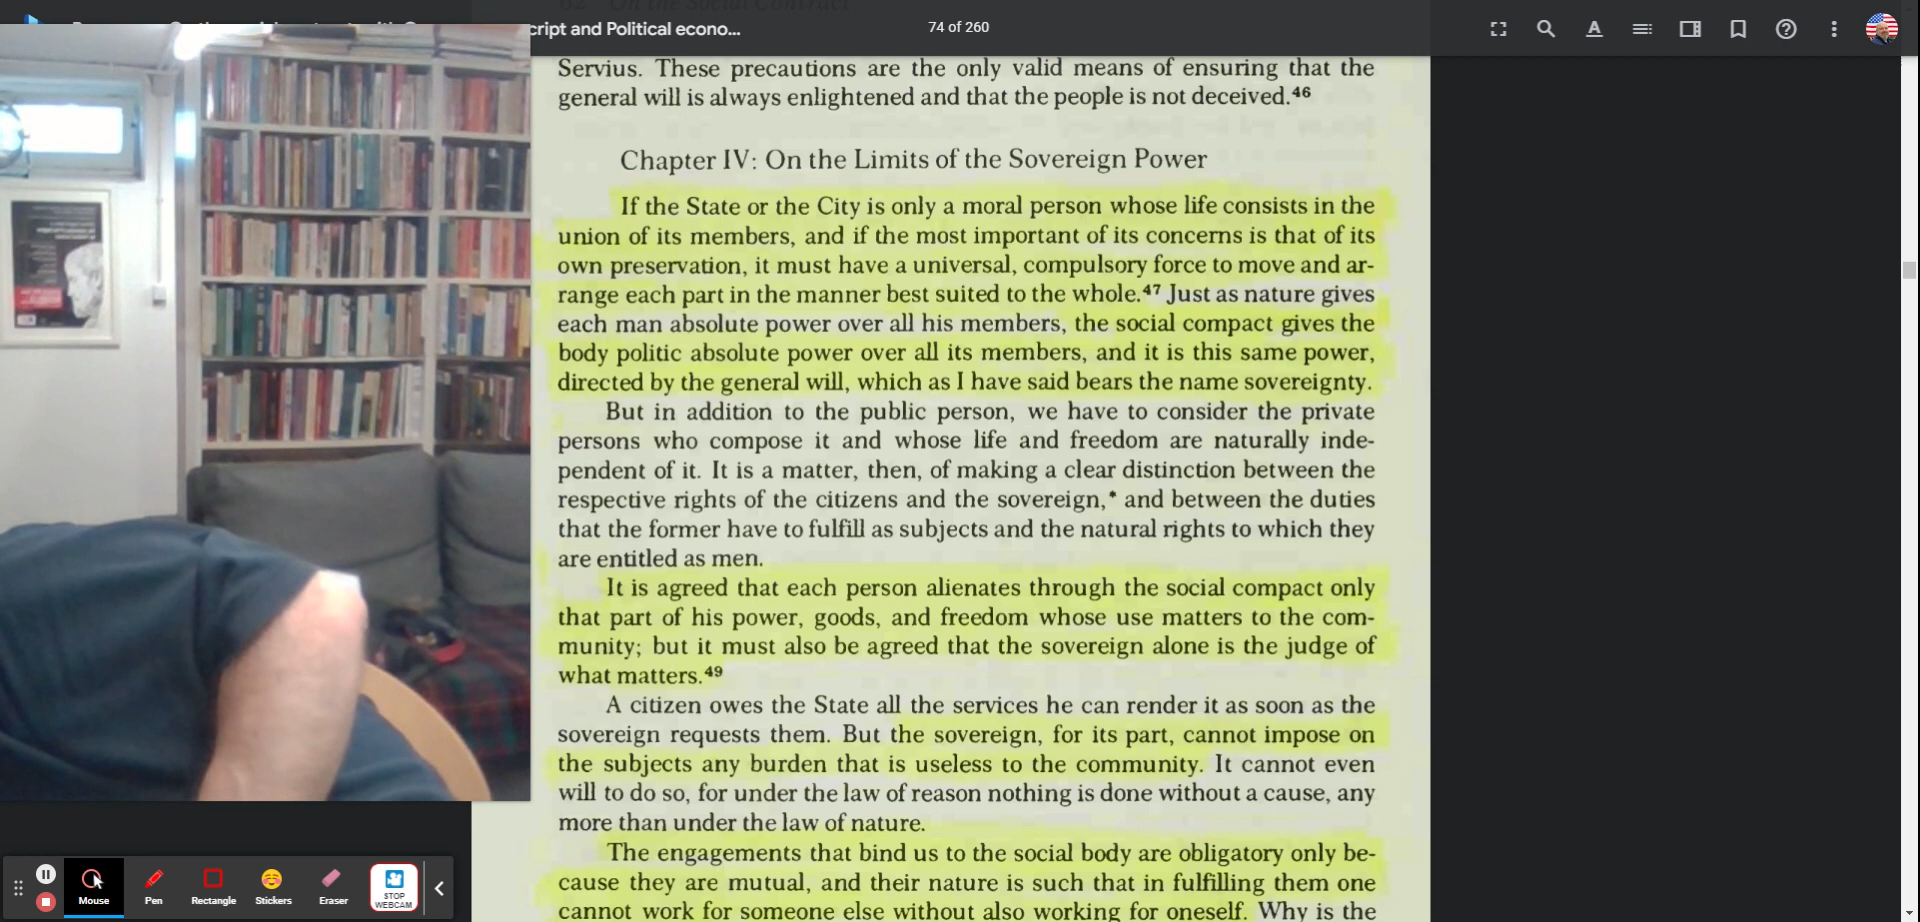 62 On the Social Contract
cript and Political econo...
74 of 260
Servius. These precautions are the only valid means of ensuring that the
general will is always enlightened and that the people is not deceived.⁴⁶
Chapter IV: On the Limits of the Sovereign Power
If the State or the City is only a moral person whose life consists in the
union of its members, and if the most important of its concerns is that of its
own preservation, it must have a universal, compulsory force to move and ar-
range each part in the manner best suited to the whole.⁴⁷ Just as nature gives
each man absolute power over all his members, the social compact gives the
body politic absolute power over all its members, and it is this same power,
directed by the general will, which as I have said bears the name sovereignty.
But in addition to the public person, we have to consider the private
persons who compose it and whose life and freedom are naturally inde-
pendent of it. It is a matter, then, of making a clear distinction between the
respective rights of the citizens and the sovereign,* and between the duties
that the former have to fulfill as subjects and the natural rights to which they
are entitled as men.
It is agreed that each person alienates through the social compact only
that part of his power, goods, and freedom whose use matters to the com-
munity; but it must also be agreed that the sovereign alone is the judge of
what matters.⁴⁹
A citizen owes the State all the services he can render it as soon as the
sovereign requests them. But the sovereign, for its part, cannot impose on
the subjects any burden that is useless to the community. It cannot even
will to do so, for under the law of reason nothing is done without a cause, any
more than under the law of nature.
The engagements that bind us to the social body are obligatory only be-
cause they are mutual, and their nature is such that in fulfilling them one
cannot work for someone else without also working for oneself. Why is the
Mouse
Pen
Rectangle
Stickers
Eraser
STOP
WEBCAM